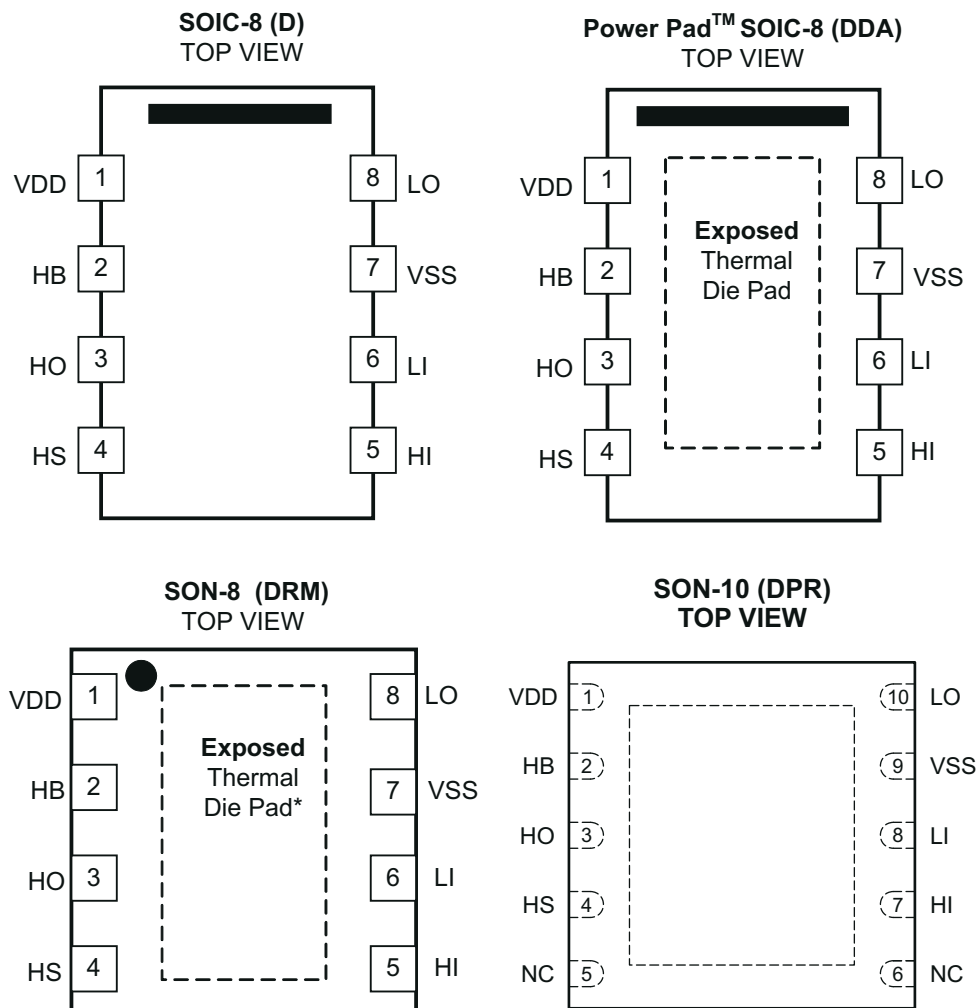 SOIC-8 (D)
TOP VIEW
VDD 1 8 LO
HB 2 7 VSS
HO 3 6 LI
HS 4 5 HI
Power Pad™ SOIC-8 (DDA)
TOP VIEW
VDD 1 8 LO
HB 2 7 VSS
HO 3 6 LI
HS 4 5 HI
Exposed
Thermal
Die Pad
SON-8 (DRM)
TOP VIEW
VDD 1 8 LO
HB 2 7 VSS
HO 3 6 LI
HS 4 5 HI
Exposed
Thermal
Die Pad*
SON-10 (DPR)
TOP VIEW
VDD 1 10 LO
HB 2 9 VSS
HO 3 8 LI
HS 4 7 HI
NC 5 6 NC